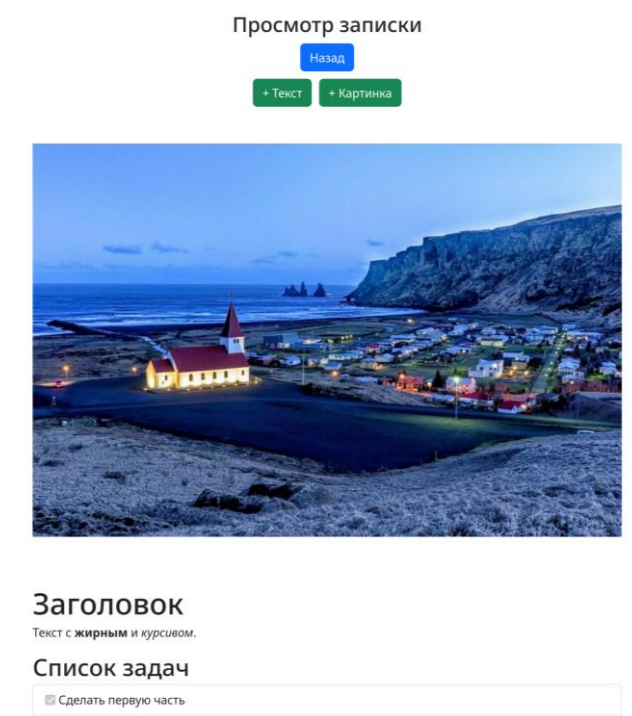 Просмотр записки
Назад
+ Текст + Картинка
Заголовок
Текст с жирным и курсивом.
Список задач
Сделать первую часть